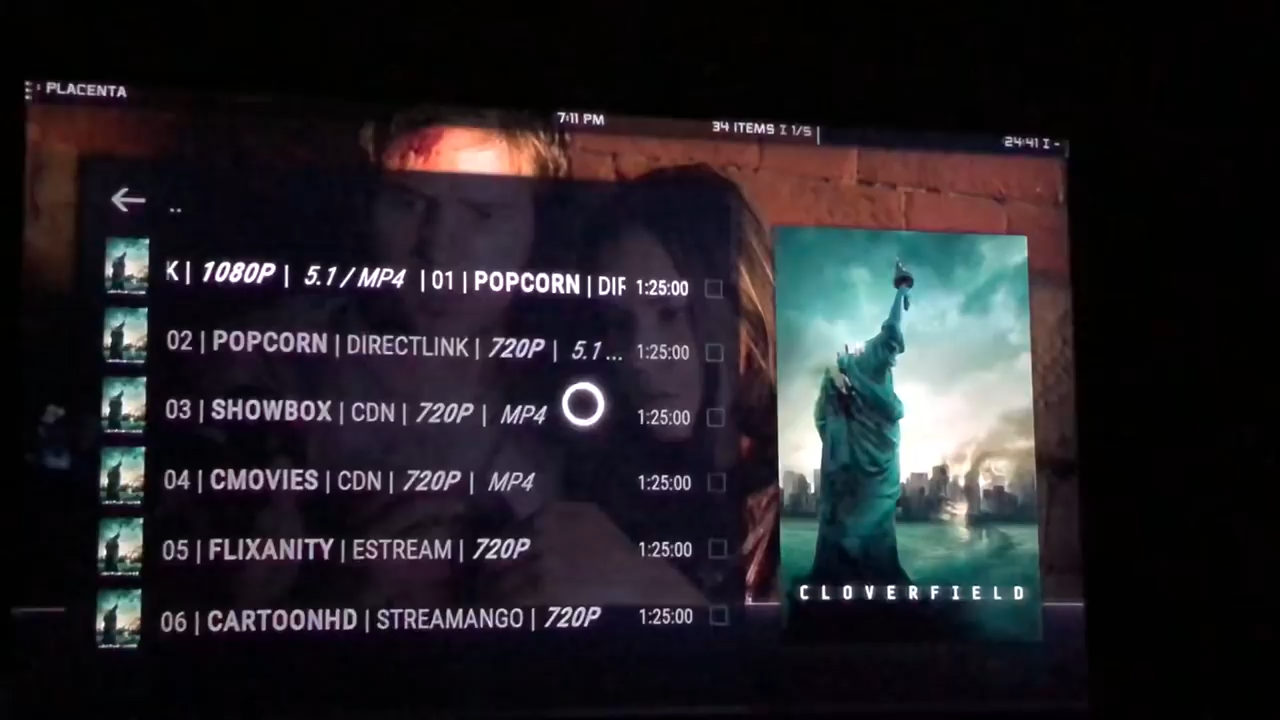 : PLACENTA
7:11 PM
34 ITEMS I 1/5
24:41 I -
..
K | 1080P | 5.1 / MP4 | 01 | POPCORN | DIF 1:25:00
02 | POPCORN | DIRECTLINK | 720P | 5.1 ... 1:25:00
03 | SHOWBOX | CDN | 720P | MP4 1:25:00
04 | CMOVIES | CDN | 720P | MP4 1:25:00
05 | FLIXANITY | ESTREAM | 720P 1:25:00
06 | CARTOONHD | STREAMANGO | 720P 1:25:00
CLOVERFIELD